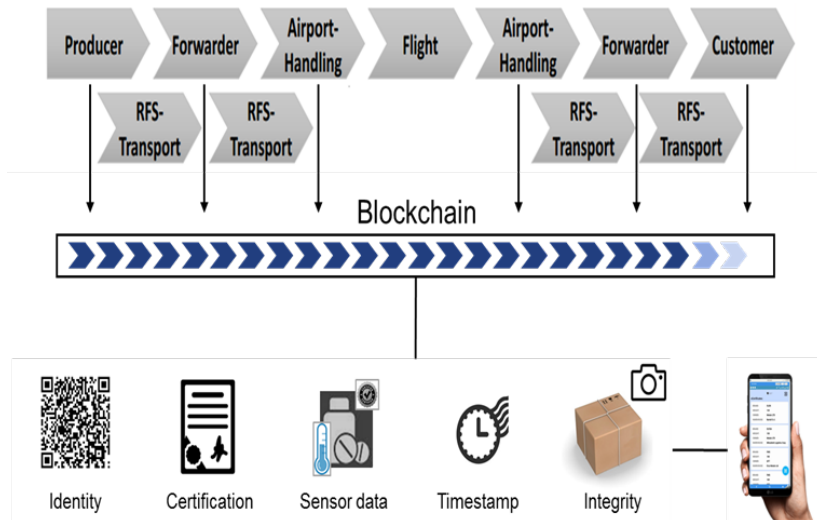 Producer
Forwarder
Airport-
Handling
Flight
Airport-
Handling
Forwarder
Customer
RFS-
Transport
RFS-
Transport
RFS-
Transport
RFS-
Transport
Blockchain
Identity
Certification
Sensor data
Timestamp
Integrity